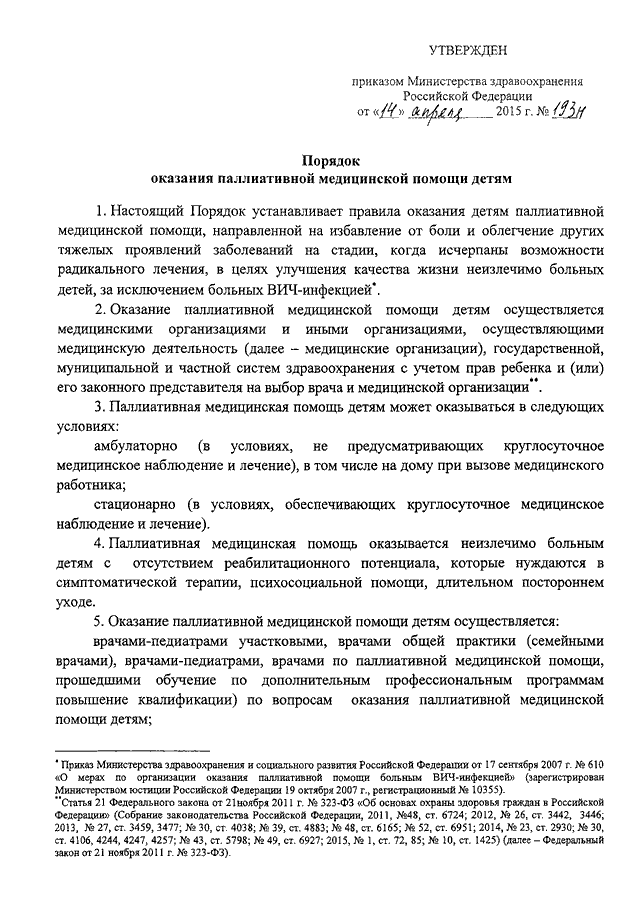 УТВЕРЖДЕН
приказом Министерства здравоохранения
Российской Федерации
от «14» апреля 2015 г. № 193н
Порядок
оказания паллиативной медицинской помощи детям
1. Настоящий Порядок устанавливает правила оказания детям паллиативной
медицинской помощи, направленной на избавление от боли и облегчение других
тяжелых проявлений заболеваний на стадии, когда исчерпаны возможности
радикального лечения, в целях улучшения качества жизни неизлечимо больных
детей, за исключением больных ВИЧ-инфекцией*.
2. Оказание паллиативной медицинской помощи детям осуществляется
медицинскими организациями и иными организациями, осуществляющими
медицинскую деятельность (далее – медицинские организации), государственной,
муниципальной и частной систем здравоохранения с учетом прав ребенка и (или)
его законного представителя на выбор врача и медицинской организации**.
3. Паллиативная медицинская помощь детям может оказываться в следующих
условиях:
амбулаторно (в условиях, не предусматривающих круглосуточное
медицинское наблюдение и лечение), в том числе на дому при вызове медицинского
работника;
стационарно (в условиях, обеспечивающих круглосуточное медицинское
наблюдение и лечение).
4. Паллиативная медицинская помощь оказывается неизлечимо больным
детям с отсутствием реабилитационного потенциала, которые нуждаются в
симптоматической терапии, психосоциальной помощи, длительном постороннем
уходе.
5. Оказание паллиативной медицинской помощи детям осуществляется:
врачами-педиатрами участковыми, врачами общей практики (семейными
врачами), врачами-педиатрами, врачами по паллиативной медицинской помощи,
прошедшими обучение по дополнительным профессиональным программам
повышение квалификации) по вопросам оказания паллиативной медицинской
помощи детям;
* Приказ Министерства здравоохранения и социального развития Российской Федерации от 17 сентября 2007 г. № 610
«О мерах по организации оказания паллиативной помощи больным ВИЧ-инфекцией» (зарегистрирован
Министерством юстиции Российской Федерации 19 октября 2007 г., регистрационный № 10355).
**Статья 21 Федерального закона от 21ноября 2011 г. № 323-ФЗ «Об основах охраны здоровья граждан в Российской
Федерации» (Собрание законодательства Российской Федерации, 2011, №48, ст. 6724; 2012, № 26, ст. 3442, 3446;
2013, № 27, ст. 3459, 3477; № 30, ст. 4038; № 39, ст. 4883; № 48, ст. 6165; № 52, ст. 6951; 2014, № 23, ст. 2930; № 30,
ст. 4106, 4244, 4247, 4257; № 43, ст. 5798; № 49, ст. 6927; 2015, № 1, ст. 72, 85; № 10, ст. 1425) (далее – Федеральный
закон от 21 ноября 2011 г. № 323-ФЗ).